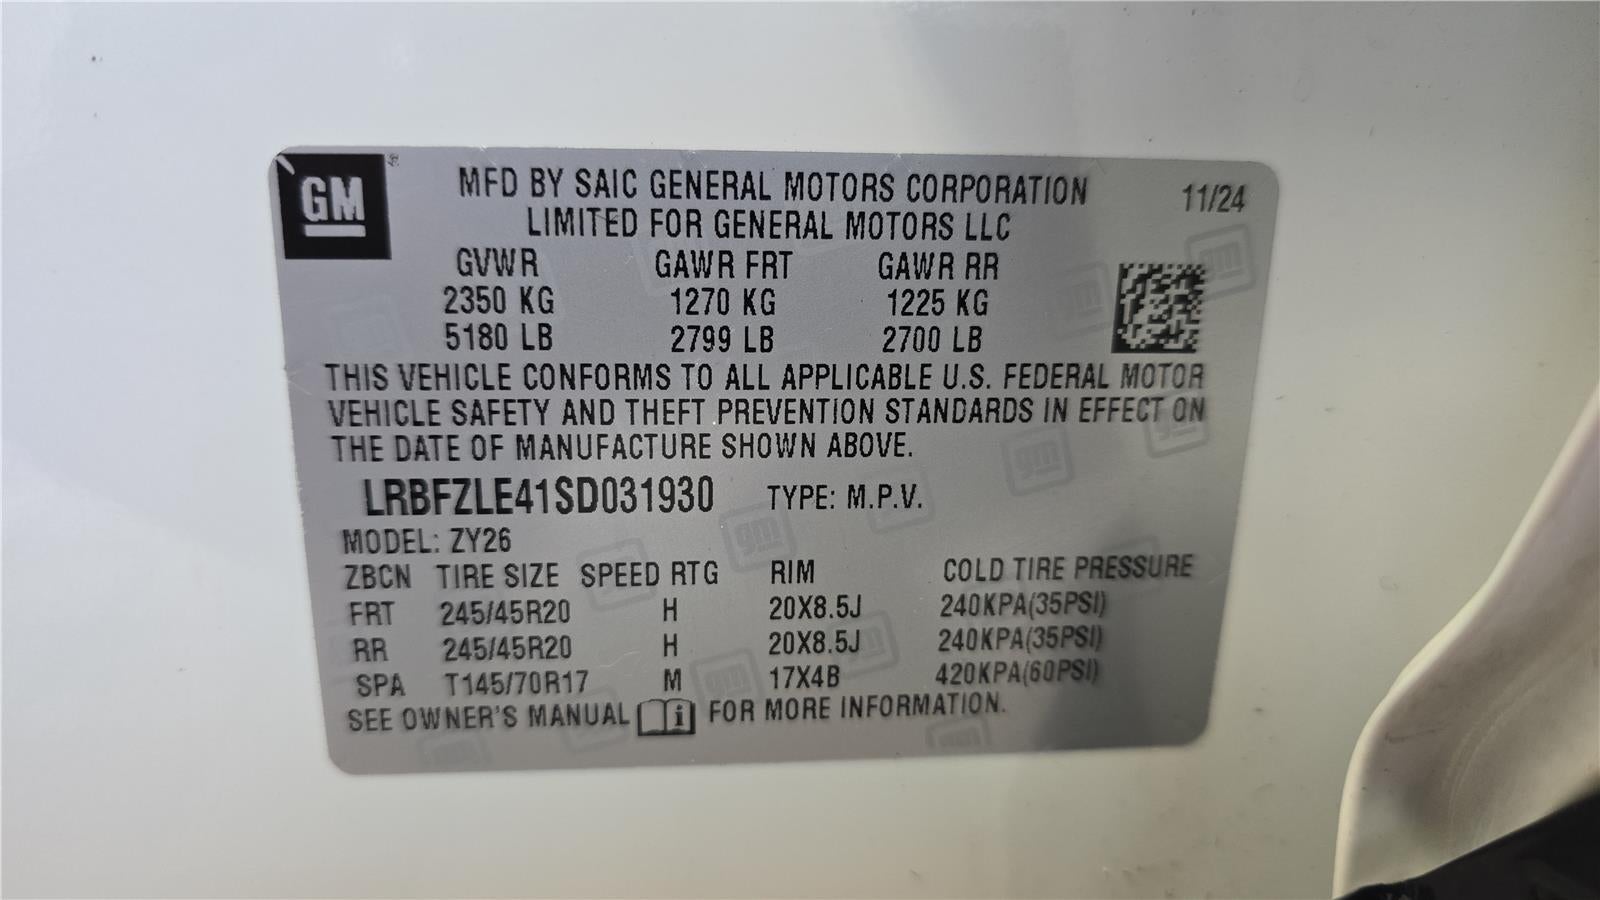 GM ®
MFD BY SAIC GENERAL MOTORS CORPORATION 11/24
LIMITED FOR GENERAL MOTORS LLC
GVWR GAWR FRT GAWR RR
2350 KG 1270 KG 1225 KG
5180 LB 2799 LB 2700 LB
THIS VEHICLE CONFORMS TO ALL APPLICABLE U.S. FEDERAL MOTOR
VEHICLE SAFETY AND THEFT PREVENTION STANDARDS IN EFFECT ON
THE DATE OF MANUFACTURE SHOWN ABOVE.
LRBFZLE41SD031930 TYPE: M.P.V.
MODEL: ZY26
ZBCN TIRE SIZE SPEED RTG RIM COLD TIRE PRESSURE
FRT 245/45R20 H 20X8.5J 240KPA(35PSI)
RR 245/45R20 H 20X8.5J 240KPA(35PSI)
SPA T145/70R17 M 17X4B 420KPA(60PSI)
SEE OWNER'S MANUAL i FOR MORE INFORMATION.